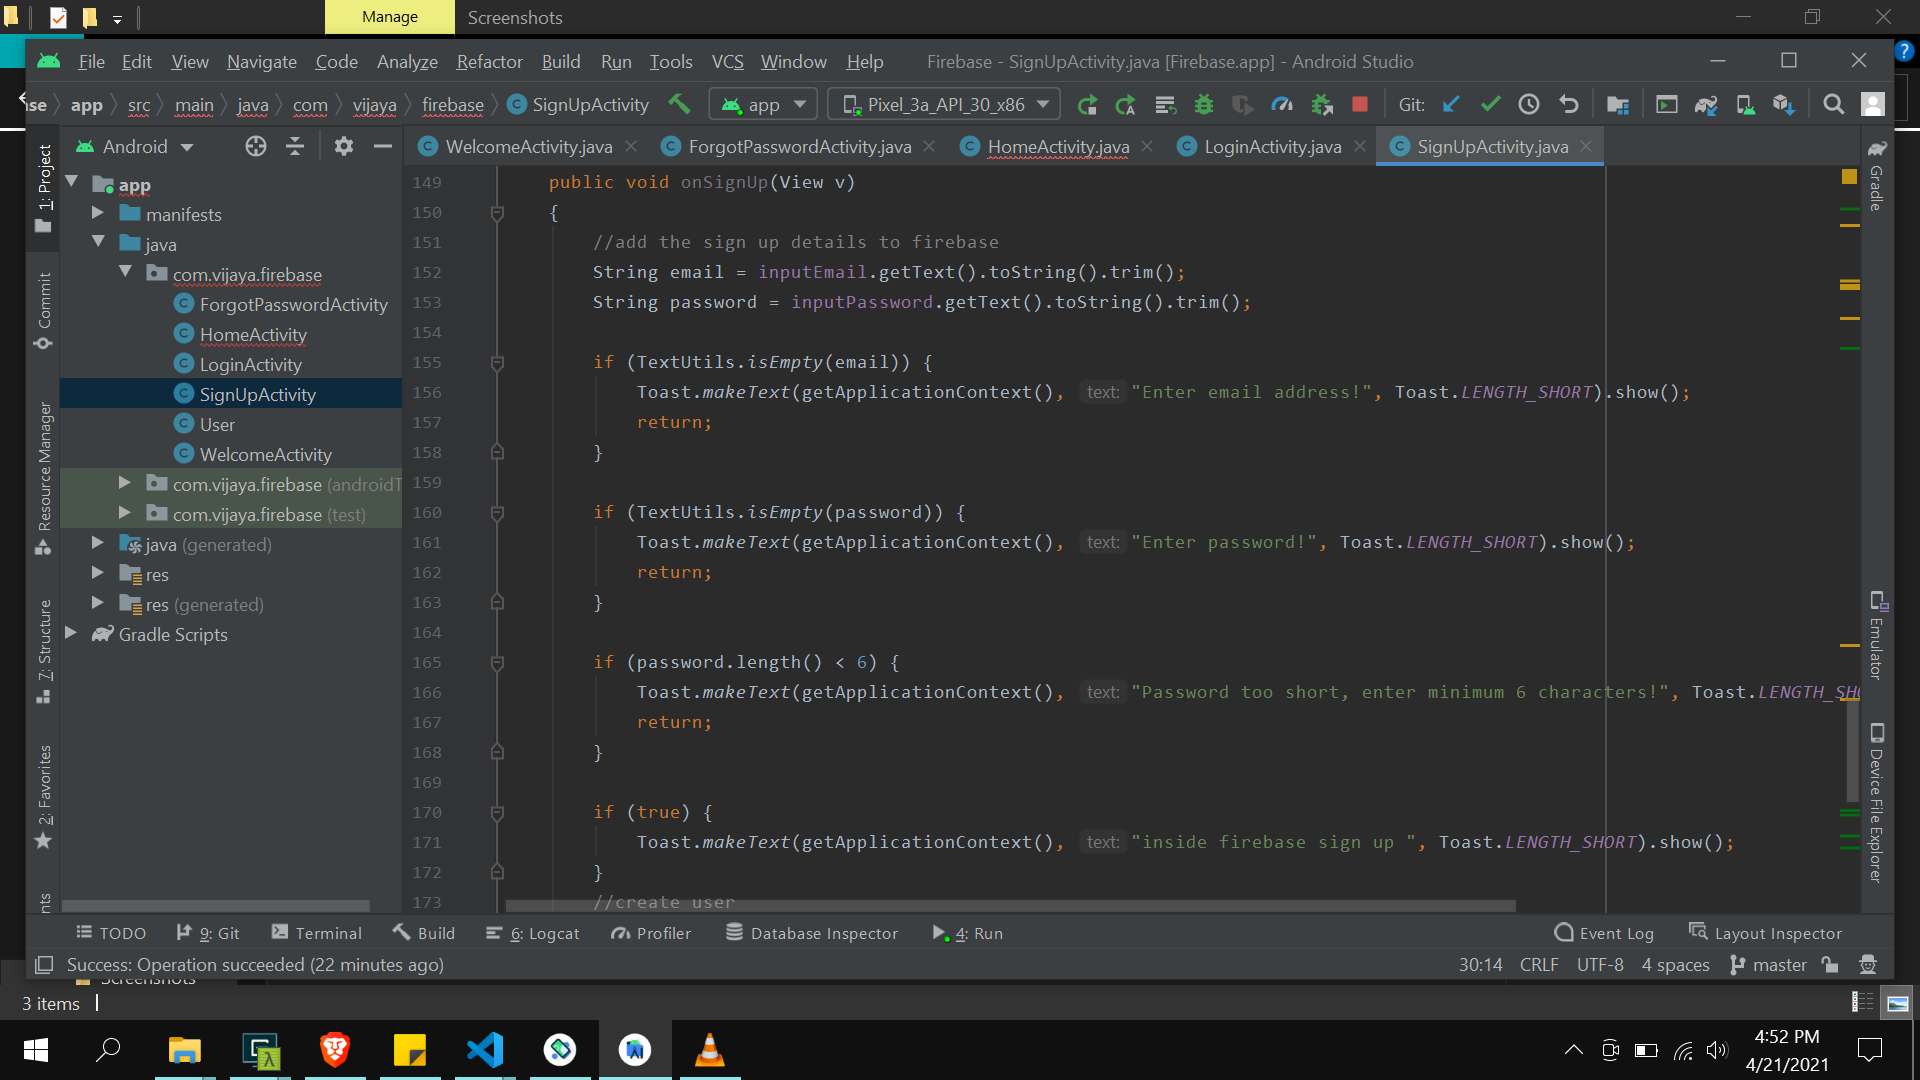 Manage Screenshots
File Edit View Navigate Code Analyze Refactor Build Run Tools VCS Window Help Firebase - SignUpActivity.java [Firebase.app] - Android Studio
se app src main java com vijaya firebase SignUpActivity app Pixel_3a_API_30_x86 Git:
Android WelcomeActivity.java ForgotPasswordActivity.java HomeActivity.java LoginActivity.java SignUpActivity.java
1: Project
Commit
Resource Manager
7: Structure
2: Favorites
nts
app
manifests
java
com.vijaya.firebase
ForgotPasswordActivity
HomeActivity
LoginActivity
SignUpActivity
User
WelcomeActivity
com.vijaya.firebase (androidT
com.vijaya.firebase (test)
java (generated)
res
res (generated)
Gradle Scripts
149 public void onSignUp(View v)
150 {
151 //add the sign up details to firebase
152 String email = inputEmail.getText().toString().trim();
153 String password = inputPassword.getText().toString().trim();
154
155 if (TextUtils.isEmpty(email)) {
156 Toast.makeText(getApplicationContext(), text: "Enter email address!", Toast.LENGTH_SHORT).show();
157 return;
158 }
159
160 if (TextUtils.isEmpty(password)) {
161 Toast.makeText(getApplicationContext(), text: "Enter password!", Toast.LENGTH_SHORT).show();
162 return;
163 }
164
165 if (password.length() < 6) {
166 Toast.makeText(getApplicationContext(), text: "Password too short, enter minimum 6 characters!", Toast.LENGTH_SHO
167 return;
168 }
169
170 if (true) {
171 Toast.makeText(getApplicationContext(), text: "inside firebase sign up ", Toast.LENGTH_SHORT).show();
172 }
173 //create user
Gradle
Emulator
Device File Explorer
TODO 9: Git Terminal Build 6: Logcat Profiler Database Inspector 4: Run Event Log Layout Inspector
Success: Operation succeeded (22 minutes ago) 30:14 CRLF UTF-8 4 spaces master
Screenshots
3 items
4:52 PM
4/21/2021